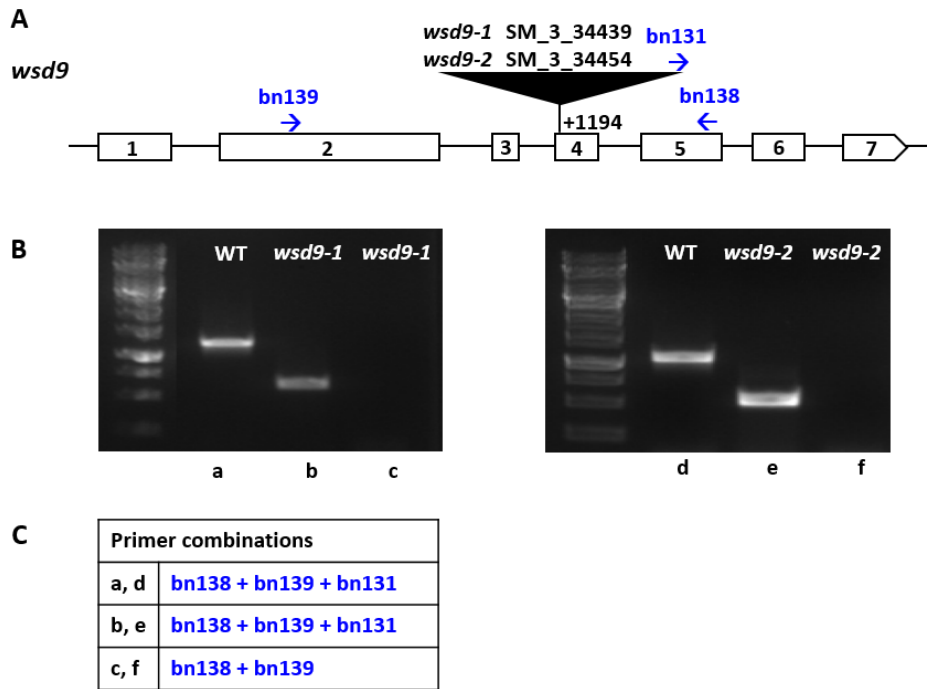 A
wsd9-1 SM_3_34439
bn131
wsd9
wsd9-2 SM_3_34454
bn139
bn138
+1194
1 2 3 4 5 6 7
B
WT wsd9-1 wsd9-1
WT wsd9-2 wsd9-2
a b c
d e f
C
Primer combinations
a, d bn138 + bn139 + bn131
b, e bn138 + bn139 + bn131
c, f bn138 + bn139